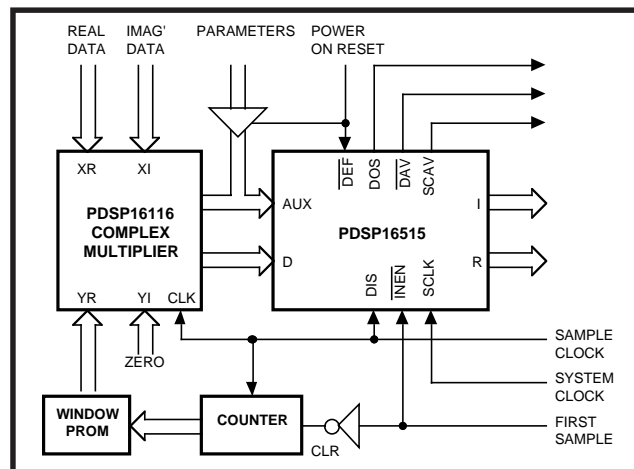 REAL
DATA
IMAG'
DATA
PARAMETERS
POWER
ON RESET
XR
XI
DEF
DOS
DAV
SCAV
PDSP16116
COMPLEX
MULTIPLIER
AUX
I
PDSP16515
D
R
YR
YI
CLK
DIS
INEN
SCLK
ZERO
SAMPLE
CLOCK
SYSTEM
CLOCK
WINDOW
PROM
COUNTER
CLR
FIRST
SAMPLE